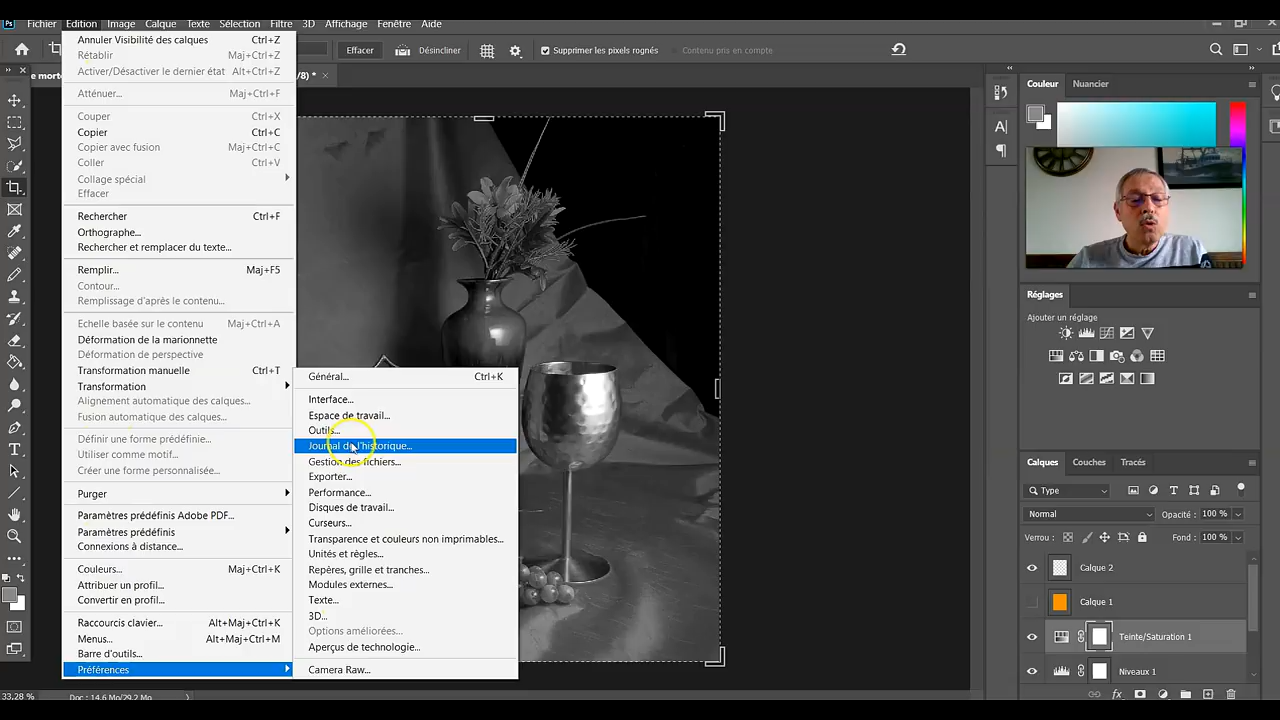 Ps Fichier Edition Image Calque Texte Sélection Filtre 3D Affichage Fenêtre Aide
Effacer Désincliner Supprimer les pixels rognés Contenu pris en compte
/8) *
Annuler Visibilité des calques Ctrl+Z
Rétablir Maj+Ctrl+Z
Activer/Désactiver le dernier état Alt+Ctrl+Z
Atténuer... Maj+Ctrl+F
Couper Ctrl+X
Copier Ctrl+C
Copier avec fusion Maj+Ctrl+C
Coller Ctrl+V
Collage spécial
Effacer
Rechercher Ctrl+F
Orthographe...
Rechercher et remplacer du texte...
Remplir... Maj+F5
Contour...
Remplissage d'après le contenu...
Echelle basée sur le contenu Maj+Ctrl+A
Déformation de la marionnette
Déformation de perspective
Transformation manuelle Ctrl+T
Transformation
Alignement automatique des calques...
Fusion automatique des calques...
Définir une forme prédéfinie...
Utiliser comme motif...
Créer une forme personnalisée...
Purger
Paramètres prédéfinis Adobe PDF...
Paramètres prédéfinis
Connexions à distance...
Couleurs... Maj+Ctrl+K
Attribuer un profil...
Convertir en profil...
Raccourcis clavier... Alt+Maj+Ctrl+K
Menus... Alt+Maj+Ctrl+M
Barre d'outils...
Préférences
Général... Ctrl+K
Interface...
Espace de travail...
Outils...
Journal de l'historique...
Gestion des fichiers...
Exporter...
Performance...
Disques de travail...
Curseurs...
Transparence et couleurs non imprimables...
Unités et règles...
Repères, grille et tranches...
Modules externes...
Texte...
3D...
Options améliorées...
Aperçus de technologie...
Camera Raw...
Couleur Nuancier
Réglages
Ajouter un réglage
Calques Couches Tracés
Type
Normal Opacité : 100 %
Verrou : Fond : 100 %
Calque 2
Calque 1
Teinte/Saturation 1
Niveaux 1
33.28 % Doc : 14.6 Mo/29.2 Mo